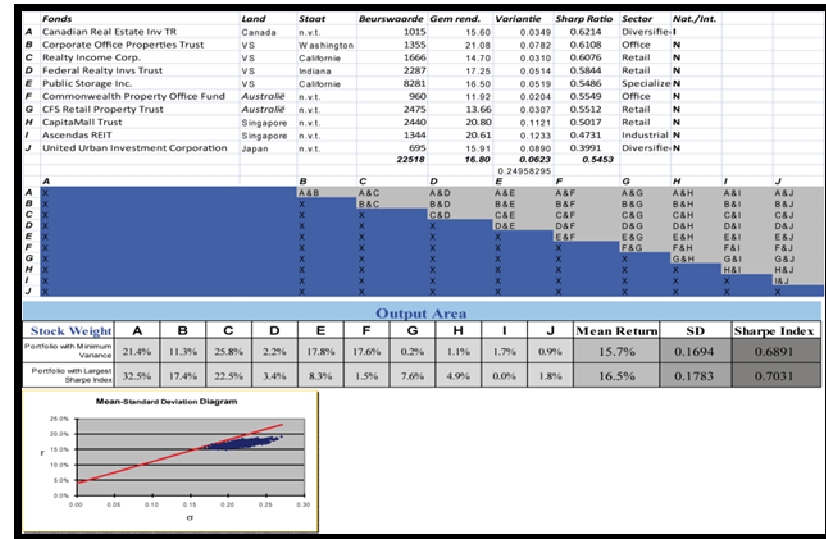 Fonds Land Staat Beurswaarde Gem rend. Variantie Sharp Ratio Sector Nat./Int.
A Canadian Real Estate Inv TR Canada n.v.t. 1015 15.60 0.0349 0.6214 Diversifie I
B Corporate Office Properties Trust VS Washington 1355 21.08 0.0782 0.6108 Office N
C Realty Income Corp. VS Californie 1666 14.70 0.0310 0.6076 Retail N
D Federal Realty Invs Trust VS Indiana 2287 17.25 0.0514 0.5844 Retail N
E Public Storage Inc. VS Californie 8281 16.50 0.0519 0.5486 Specialize N
F Commonwealth Property Office Fund Australië n.v.t. 960 11.92 0.0204 0.5549 Office N
G CFS Retail Property Trust Australië n.v.t. 2475 13.66 0.0307 0.5512 Retail N
H CapitaMall Trust Singapore n.v.t. 2440 20.80 0.1121 0.5017 Retail N
I Ascendas REIT Singapore n.v.t. 1344 20.61 0.1233 0.4731 Industrial N
J United Urban Investment Corporation Japan n.v.t. 695 15.91 0.0890 0.3991 Diversifie N
22518 16.80 0.0623 0.5453
0.24958295
A B C D E F G H I J
A X A&B A&C A&D A&E A&F A&G A&H A&I A&J
B X X B&C B&D B&E B&F B&G B&H B&I B&J
C X X X C&D C&E C&F C&G C&H C&I C&J
D X X X X D&E D&F D&G D&H D&I D&J
E X X X X X E&F E&G E&H E&I E&J
F X X X X X X F&G F&H F&I F&J
G X X X X X X X G&H G&I G&J
H X X X X X X X X H&I H&J
I X X X X X X X X X I&J
J X X X X X X X X X X
Output Area
Stock Weight A B C D E F G H I J Mean Return SD Sharpe Index
Portfolio with Minimum Variance 21.4% 11.3% 25.8% 2.2% 17.8% 17.6% 0.2% 1.1% 1.7% 0.9% 15.7% 0.1694 0.6891
Portfolio with Largest Sharpe Index 32.5% 17.4% 22.5% 3.4% 8.3% 1.5% 7.6% 4.9% 0.0% 1.8% 16.5% 0.1783 0.7031
Mean-Standard Deviation Diagram
25.0%
20.0%
r 15.0%
10.0%
5.0%
0.0%
0.00 0.05 0.10 0.15 0.20 0.25 0.30
σ